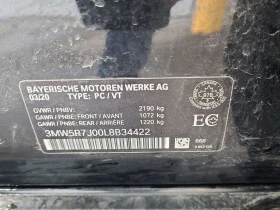 BAYERISCHE MOTOREN WERKE AG
03/20 TYPE: PC / VT
GVWR / PNBV: 2190 kg
GAWR - PNBE: FRONT / AVANT 1072 kg
GAWR - PNBE: REAR / ARRIÈRE 1220 kg
3MW5R7J00L8B34422
EC
668